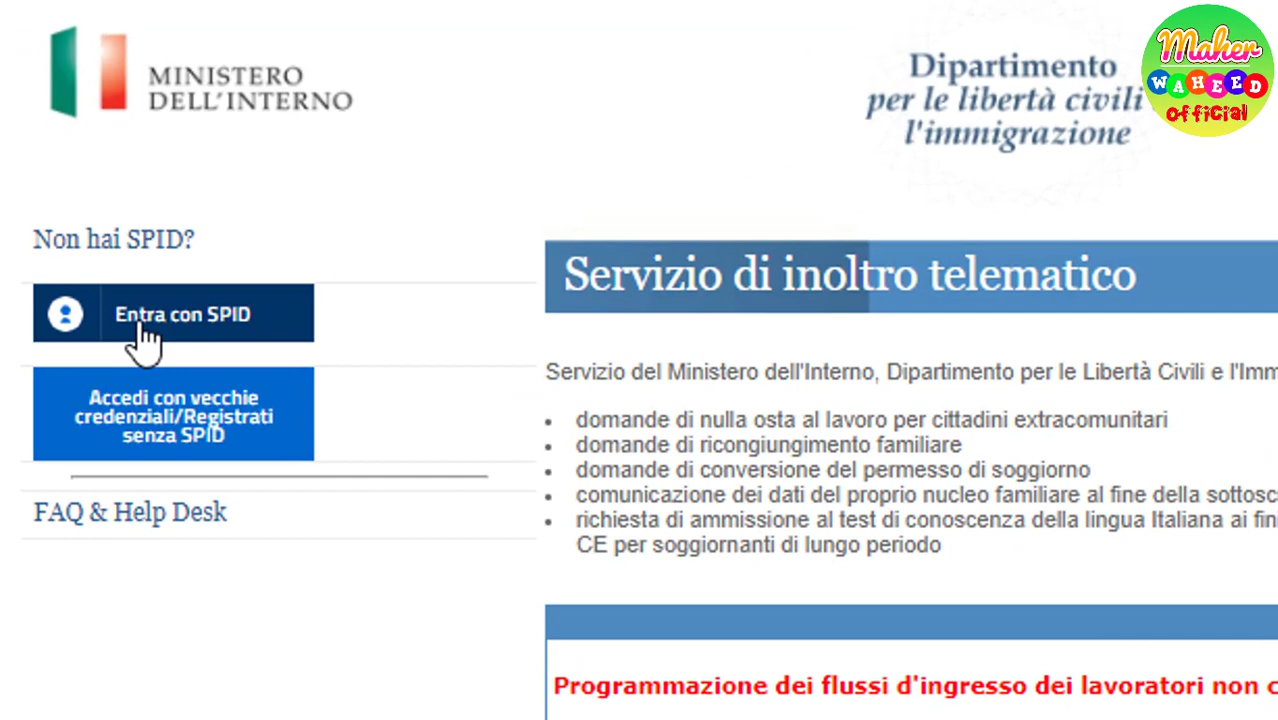 MINISTERO
DELL'INTERNO
Dipartimento
per le libertà civili
l'immigrazione
Maher
WAHEED
official
Non hai SPID?
Entra con SPID
Accedi con vecchie
credenziali/Registrati
senza SPID
FAQ & Help Desk
Servizio di inoltro telematico
Servizio del Ministero dell'Interno, Dipartimento per le Libertà Civili e l'Imm
domande di nulla osta al lavoro per cittadini extracomunitari
domande di ricongiungimento familiare
domande di conversione del permesso di soggiorno
comunicazione dei dati del proprio nucleo familiare al fine della sottosc
richiesta di ammissione al test di conoscenza della lingua Italiana ai fini
CE per soggiornanti di lungo periodo
Programmazione dei flussi d'ingresso dei lavoratori non c